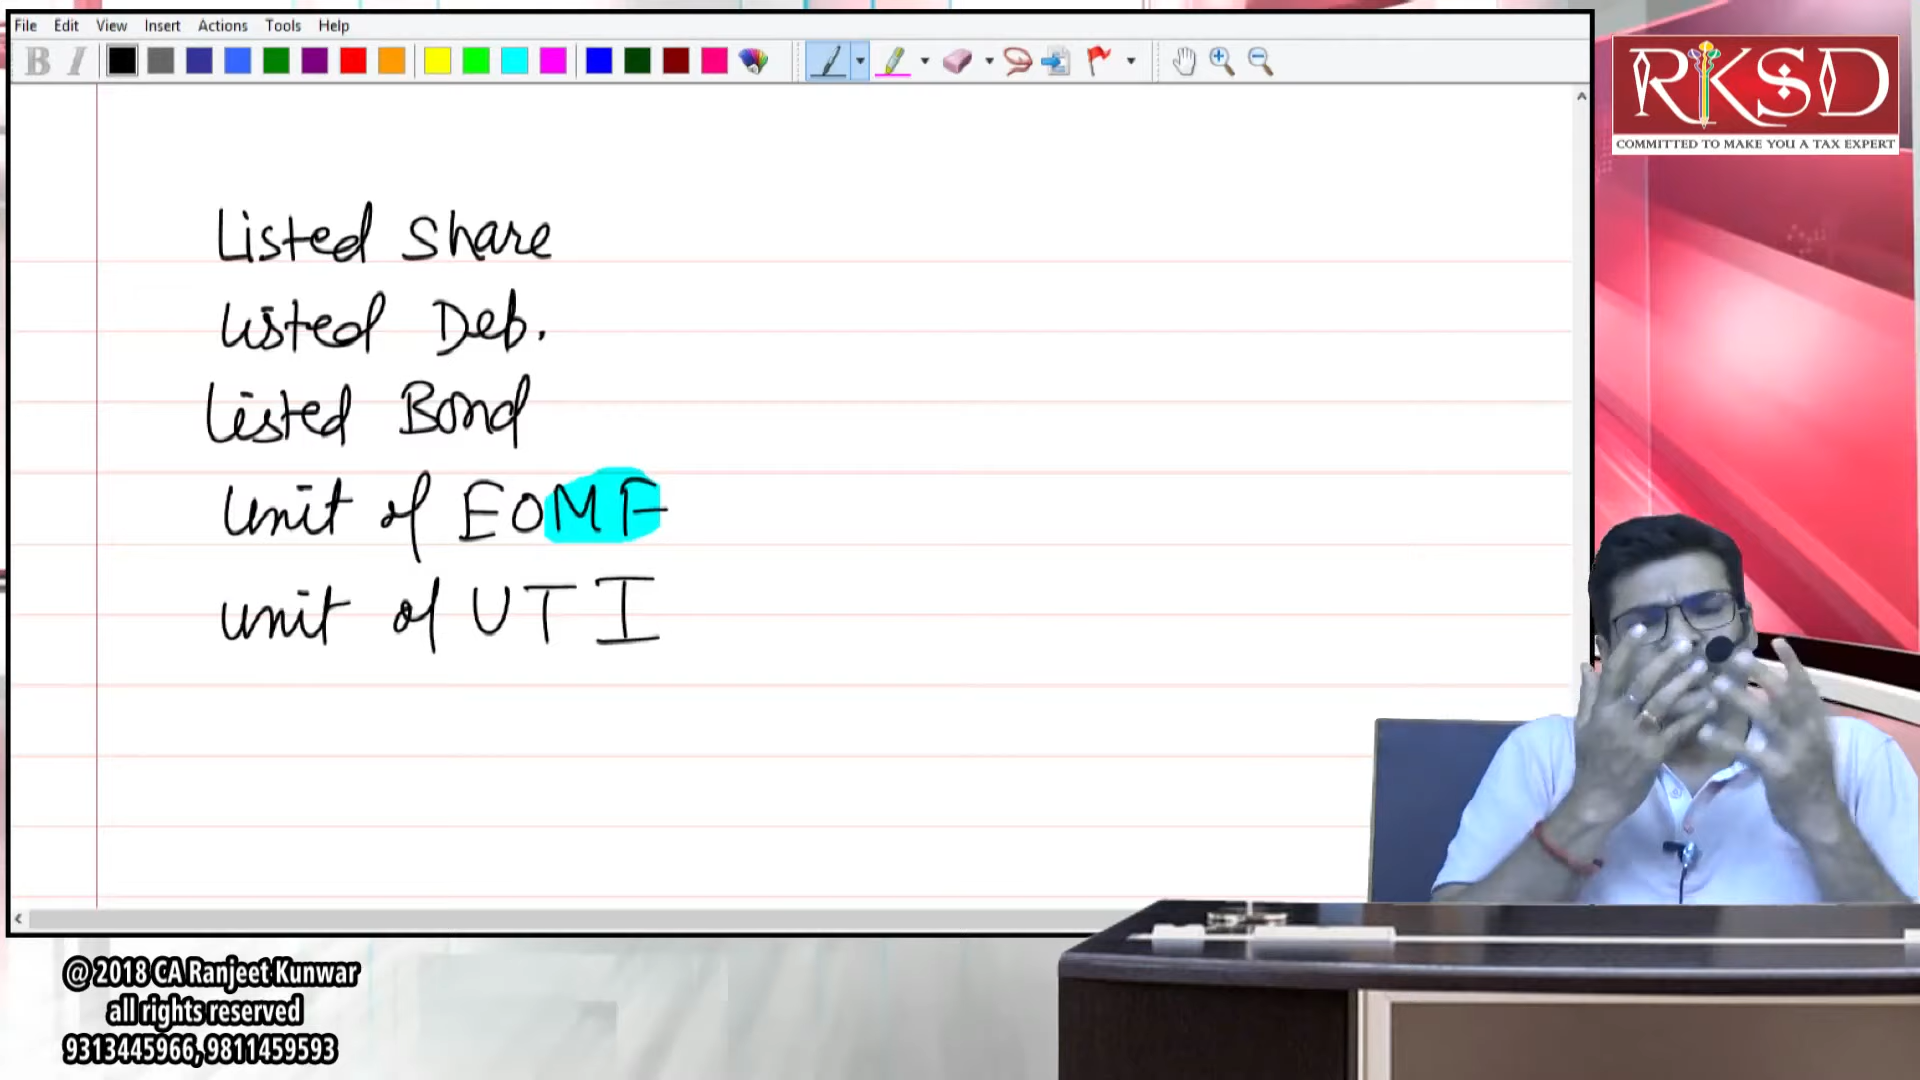 File Edit View Insert Actions Tools Help
B I
RKSD
COMMITTED TO MAKE YOU A TAX EXPERT
Listed Share
Listed Deb.
Listed Bond
Unit of EOMF
unit of UTI
@ 2018 CA Ranjeet Kunwar
all rights reserved
9313445966, 9811459593